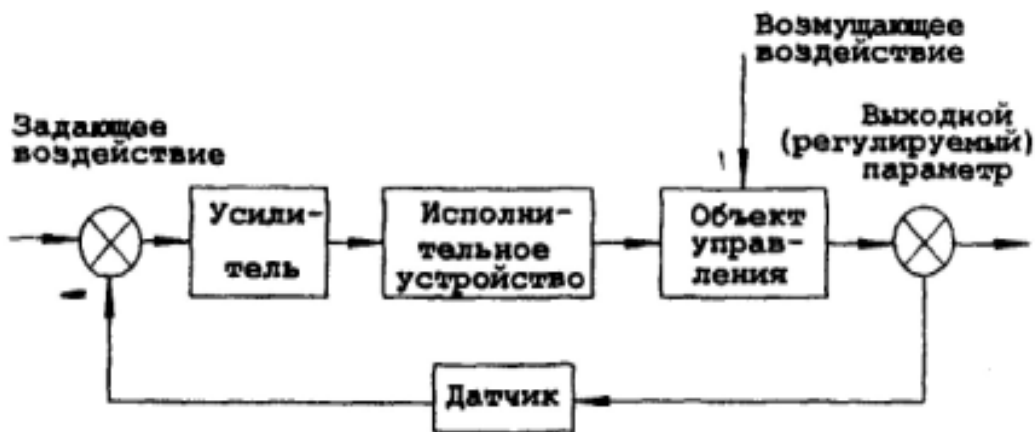 Возмущающее
воздействие
Задающее
воздействие
Выходной
(регулируемый)
параметр
Усили-
тель
Исполни-
тельное
устройство
Объект
управ-
ления
Датчик